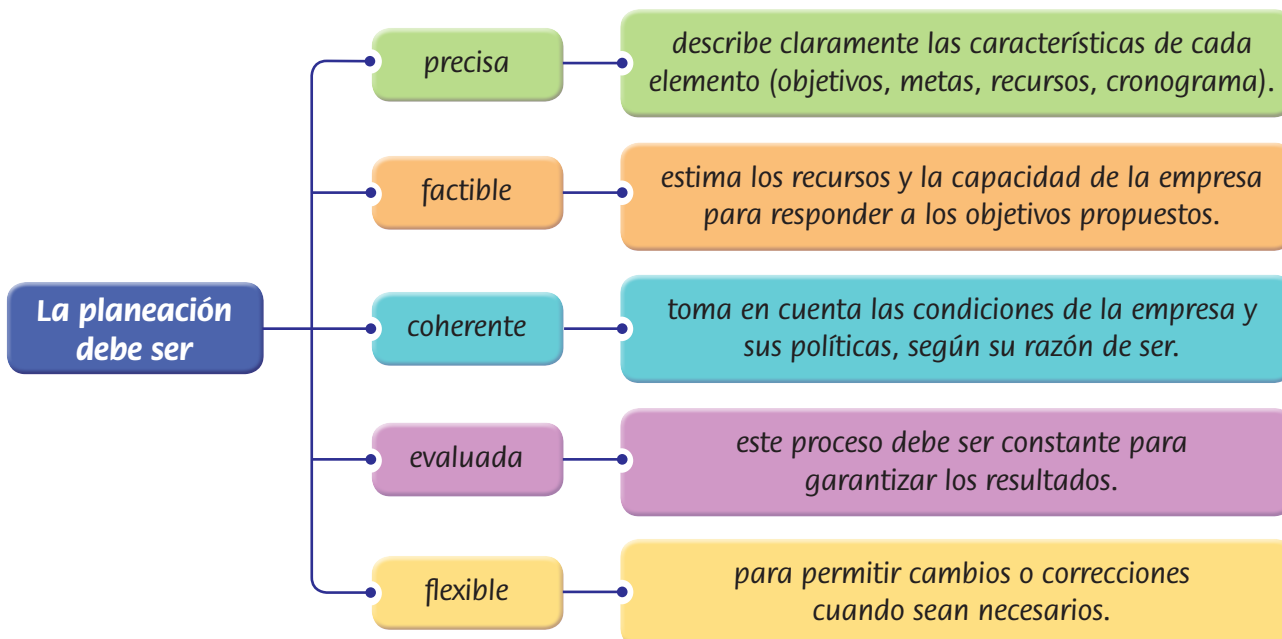 La planeación
debe ser
precisa
describe claramente las características de cada
elemento (objetivos, metas, recursos, cronograma).
factible
estima los recursos y la capacidad de la empresa
para responder a los objetivos propuestos.
coherente
toma en cuenta las condiciones de la empresa y
sus políticas, según su razón de ser.
evaluada
este proceso debe ser constante para
garantizar los resultados.
flexible
para permitir cambios o correcciones
cuando sean necesarios.